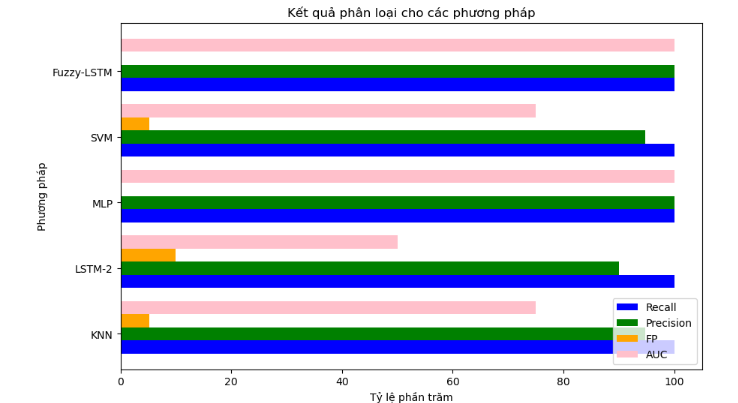 Kết quả phân loại cho các phương pháp
Phương pháp
Fuzzy-LSTM
SVM
MLP
LSTM-2
KNN
Recall
Precision
FP
AUC
0 20 40 60 80 100
Tỷ lệ phần trăm